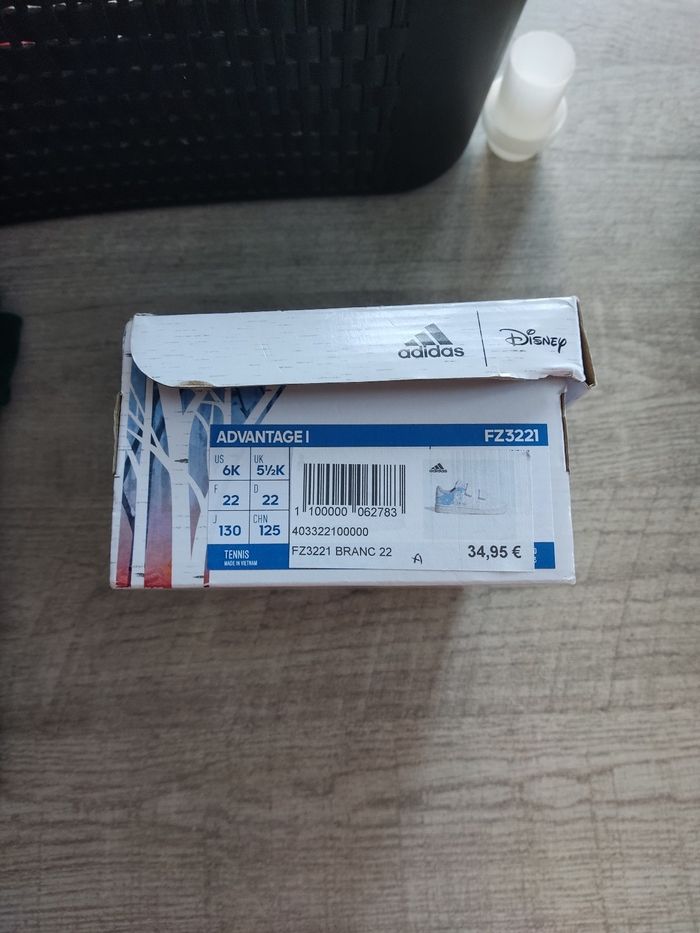 adidas
Disney
ADVANTAGE I FZ3221
US 6K UK 5½K
F 22 D 22
J 130 CHN 125
TENNIS
MADE IN VIETNAM
adidas
1 100000 062783
403322100000
FZ3221 BRANC 22 A 34,95 €